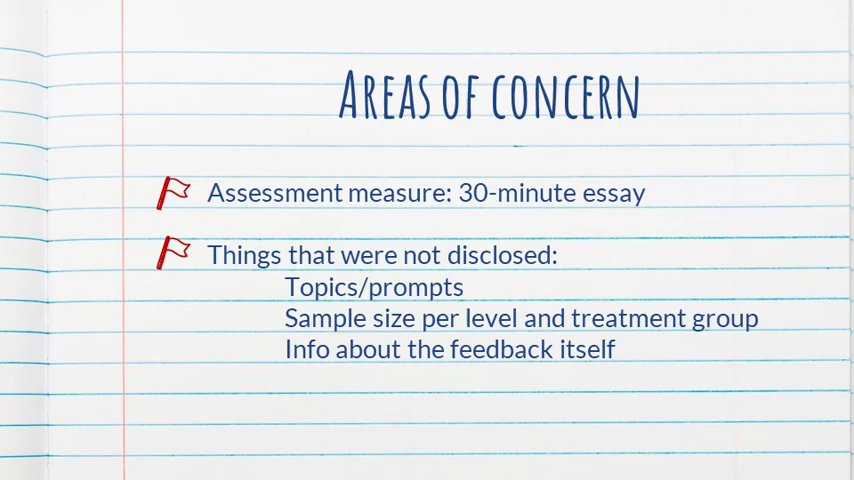 Areas of concern
Assessment measure: 30-minute essay
Things that were not disclosed:
Topics/prompts
Sample size per level and treatment group
Info about the feedback itself